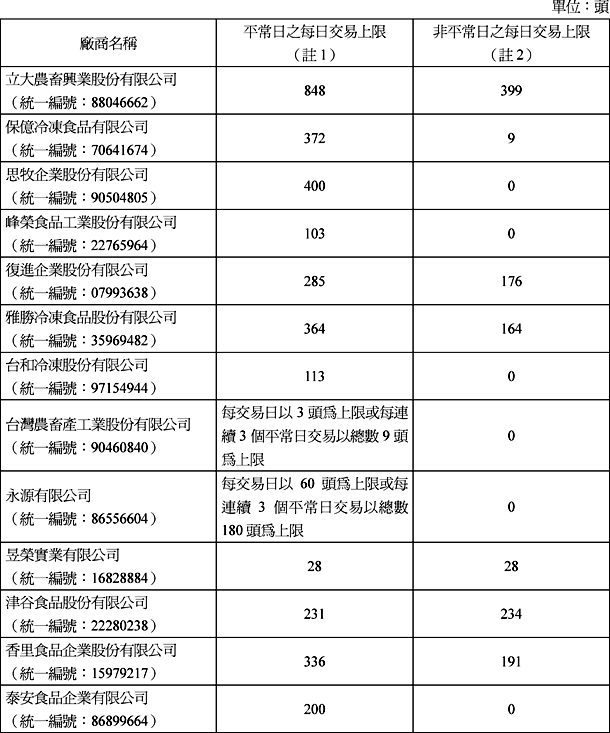 單位：頭
廠商名稱
平常日之每日交易上限
（註1）
非平常日之每日交易上限
（註2）
立大農畜興業股份有限公司
（統一編號：88046662）
848
399
保億冷凍食品有限公司
（統一編號：70641674）
372
9
思牧企業股份有限公司
（統一編號：90504805）
400
0
峰榮食品工業股份有限公司
（統一編號：22765964）
103
0
復進企業股份有限公司
（統一編號：07993638）
285
176
雅勝冷凍食品股份有限公司
（統一編號：35969482）
364
164
台和冷凍股份有限公司
（統一編號：97154944）
113
0
台灣農畜產工業股份有限公司
（統一編號：90460840）
每交易日以3頭爲上限或每連
續3個平常日交易以總數9頭
爲上限
0
永源有限公司
（統一編號：86556604）
每交易日以 60 頭爲上限或每
連續 3 個平常日交易以總數
180頭爲上限
0
昱榮實業有限公司
（統一編號：16828884）
28
28
津谷食品股份有限公司
（統一編號：22280238）
231
234
香里食品企業股份有限公司
（統一編號：15979217）
336
191
泰安食品企業有限公司
（統一編號：86899664）
200
0